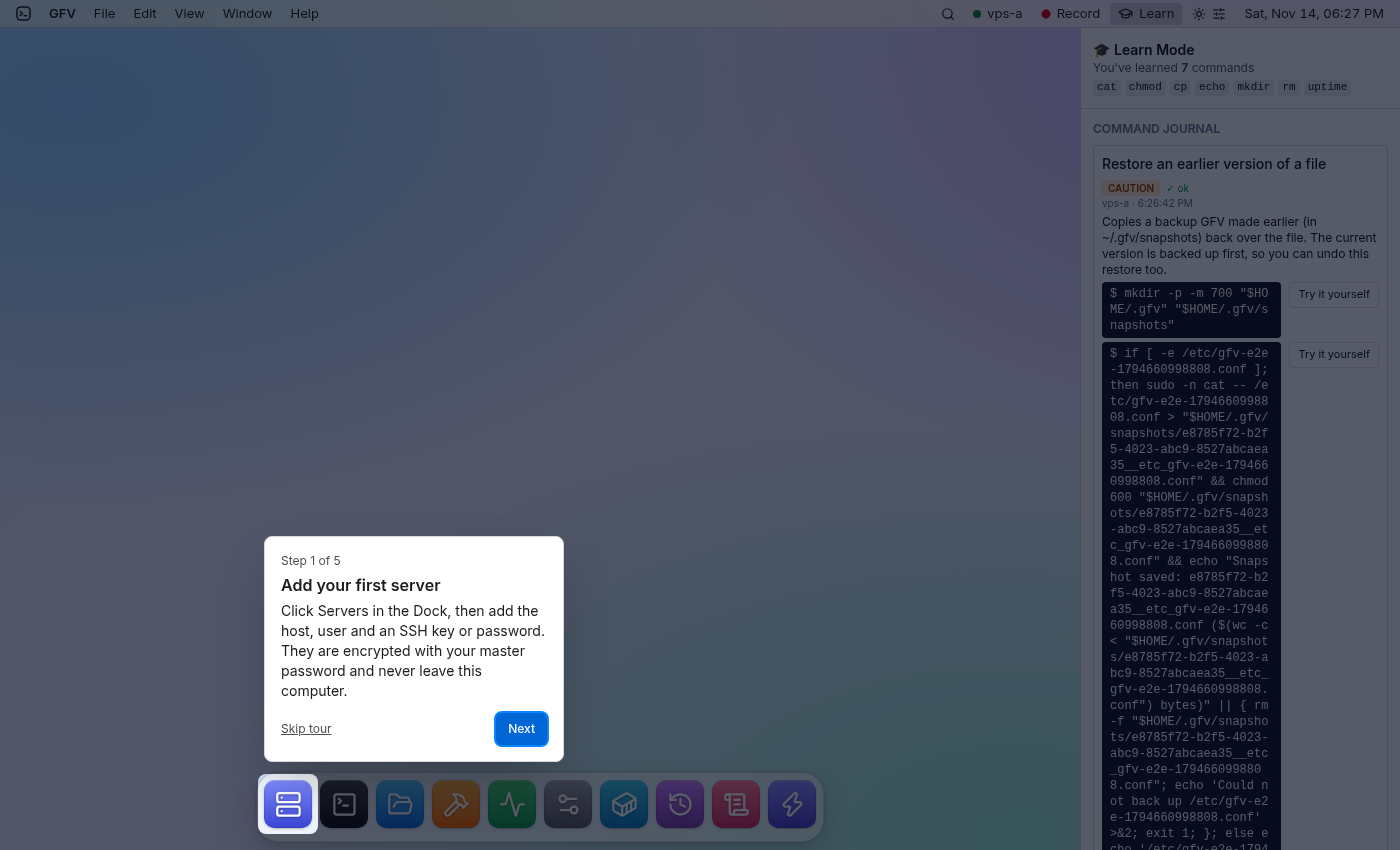 GFV File Edit View Window Help vps-a Record Learn Sat, Nov 14, 06:27 PM
🎓 Learn Mode
You've learned 7 commands
cat chmod cp echo mkdir rm uptime
COMMAND JOURNAL
Restore an earlier version of a file
CAUTION ✓ ok
vps-a · 6:26:42 PM
Copies a backup GFV made earlier (in
~/.gfv/snapshots) back over the file. The current
version is backed up first, so you can undo this
restore too.
$ mkdir -p -m 700 "$HO
ME/.gfv" "$HOME/.gfv/s
napshots"
Try it yourself
$ if [ -e /etc/gfv-e2e
-1794660998808.conf ];
then sudo -n cat -- /e
tc/gfv-e2e-17946609988
08.conf > "$HOME/.gfv/
snapshots/e8785f72-b2f
5-4023-abc9-8527abcaea
35__etc_gfv-e2e-179466
0998808.conf" && chmod
600 "$HOME/.gfv/snapsh
ots/e8785f72-b2f5-4023
-abc9-8527abcaea35__et
c_gfv-e2e-179466099880
8.conf" && echo "Snaps
hot saved: e8785f72-b2
f5-4023-abc9-8527abcae
a35__etc_gfv-e2e-17946
60998808.conf ($(wc -c
< "$HOME/.gfv/snapshot
s/e8785f72-b2f5-4023-a
bc9-8527abcaea35__etc_
gfv-e2e-1794660998808.
conf") bytes)" || { rm
-f "$HOME/.gfv/snapsho
ts/e8785f72-b2f5-4023-
abc9-8527abcaea35__etc
_gfv-e2e-179466099880
8.conf"; echo 'Could n
ot back up /etc/gfv-e2
e-1794660998808.conf'
>&2; exit 1; }; else e
cho '/etc/gfv-e2e-1794
Try it yourself
Step 1 of 5
Add your first server
Click Servers in the Dock, then add the
host, user and an SSH key or password.
They are encrypted with your master
password and never leave this
computer.
Skip tour Next